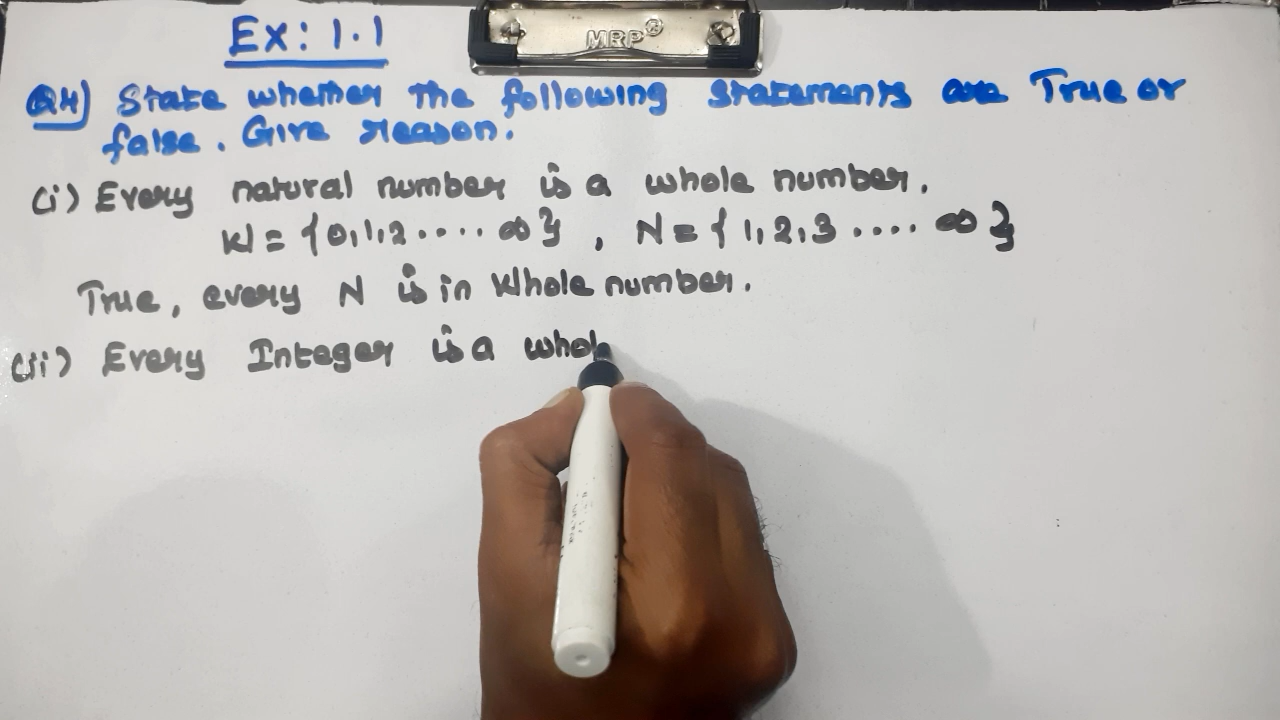 MRP®
Ex: 1.1
Q4) State whether the following statements are True or
false. Give reason.
(i) Every natural number is a whole number.
W = {0,1,2 .... ∞}, N = {1,2,3 .... ∞}
True, every N is in Whole number.
(ii) Every Integer is a whol